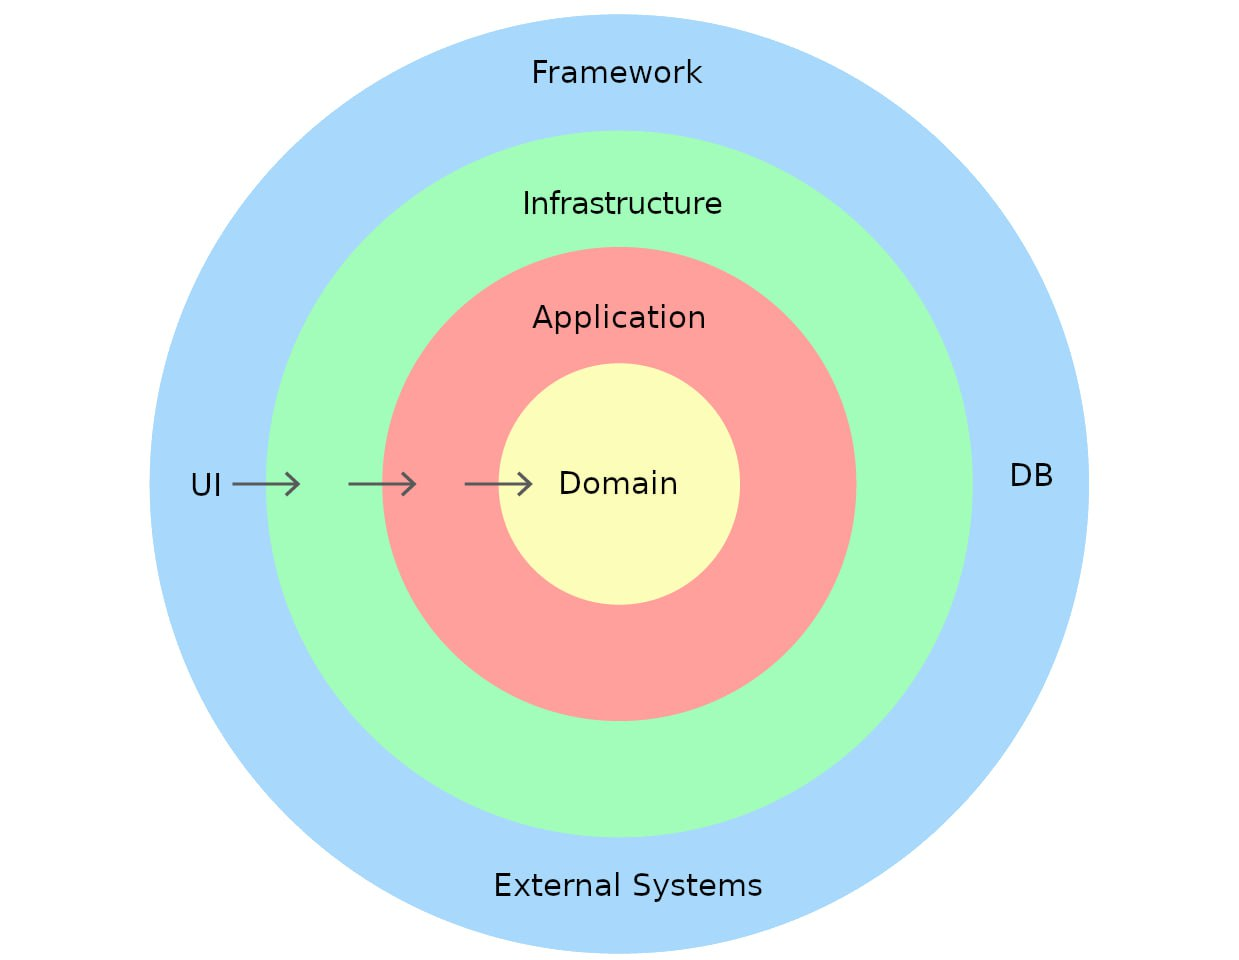 Framework
Infrastructure
Application
UI
Domain
DB
External Systems